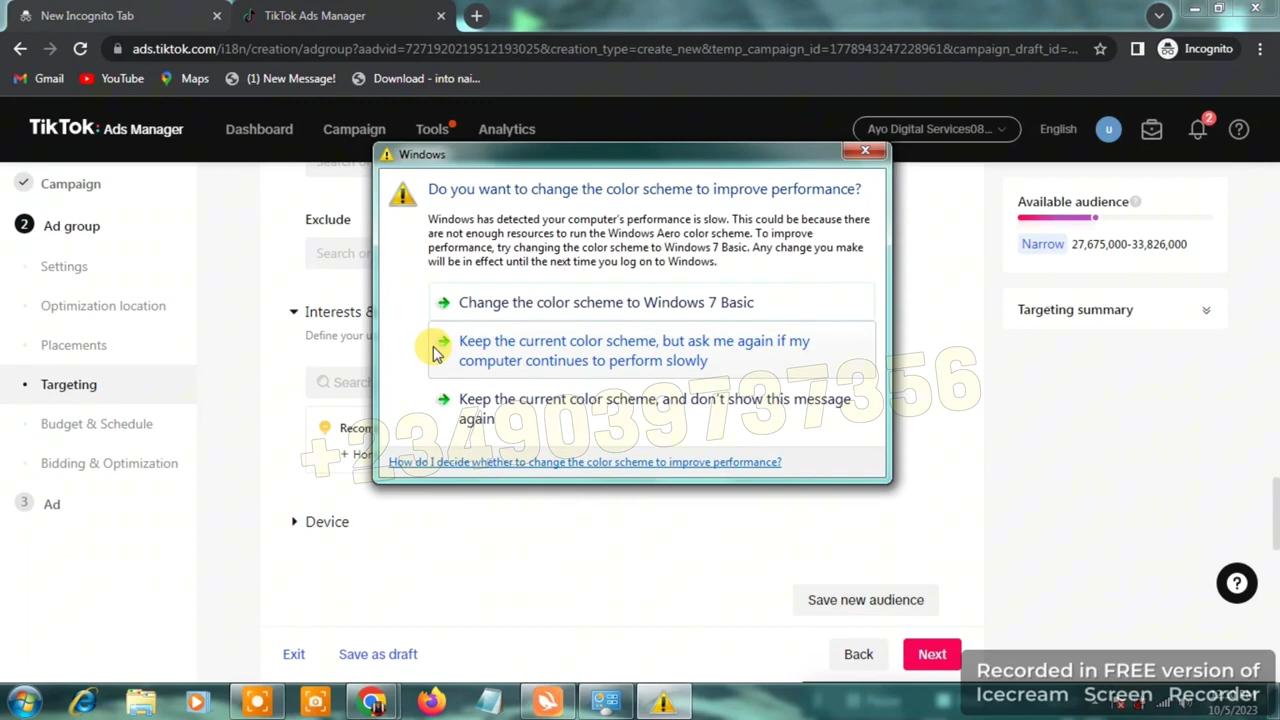 New Incognito Tab
TikTok Ads Manager
ads.tiktok.com/i18n/creation/adgroup?aadvid=7271920219512193025&creation_type=create_new&temp_campaign_id=1778943247228961&campaign_draft_id=...
Incognito
Gmail
YouTube
Maps
(1) New Message!
Download - into nai...
TikTok: Ads Manager
Dashboard
Campaign
Tools
Analytics
Ayo Digital Services08...
English
u
2
Campaign
2 Ad group
Settings
Optimization location
Placements
Targeting
Budget & Schedule
Bidding & Optimization
3 Ad
Search or
Exclude
Search or
Interests &
Define your u
Search
Recom
+ Hom
Device
Windows
Do you want to change the color scheme to improve performance?
Windows has detected your computer's performance is slow. This could be because there
are not enough resources to run the Windows Aero color scheme. To improve
performance, try changing the color scheme to Windows 7 Basic. Any change you make
will be in effect until the next time you log on to Windows.
Change the color scheme to Windows 7 Basic
Keep the current color scheme, but ask me again if my
computer continues to perform slowly
Keep the current color scheme, and don't show this message
again
How do I decide whether to change the color scheme to improve performance?
+2349039737356
Available audience
Narrow 27,675,000-33,826,000
Targeting summary
Save new audience
Exit
Save as draft
Back
Next
Recorded in FREE version of
Icecream Screen Recorder
10/5/2023